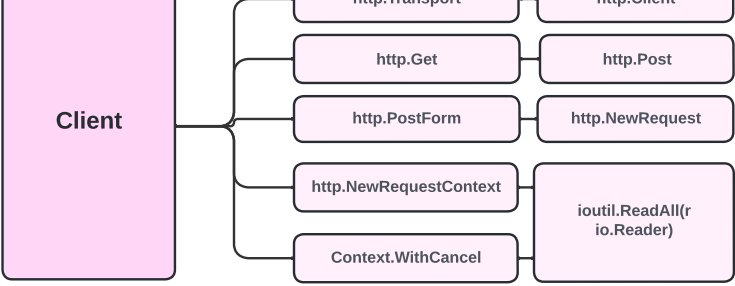 http.Transport
http.Client
http.Get
http.Post
Client
http.PostForm
http.NewRequest
http.NewRequestContext
ioutil.ReadAll(r
io.Reader)
Context.WithCancel